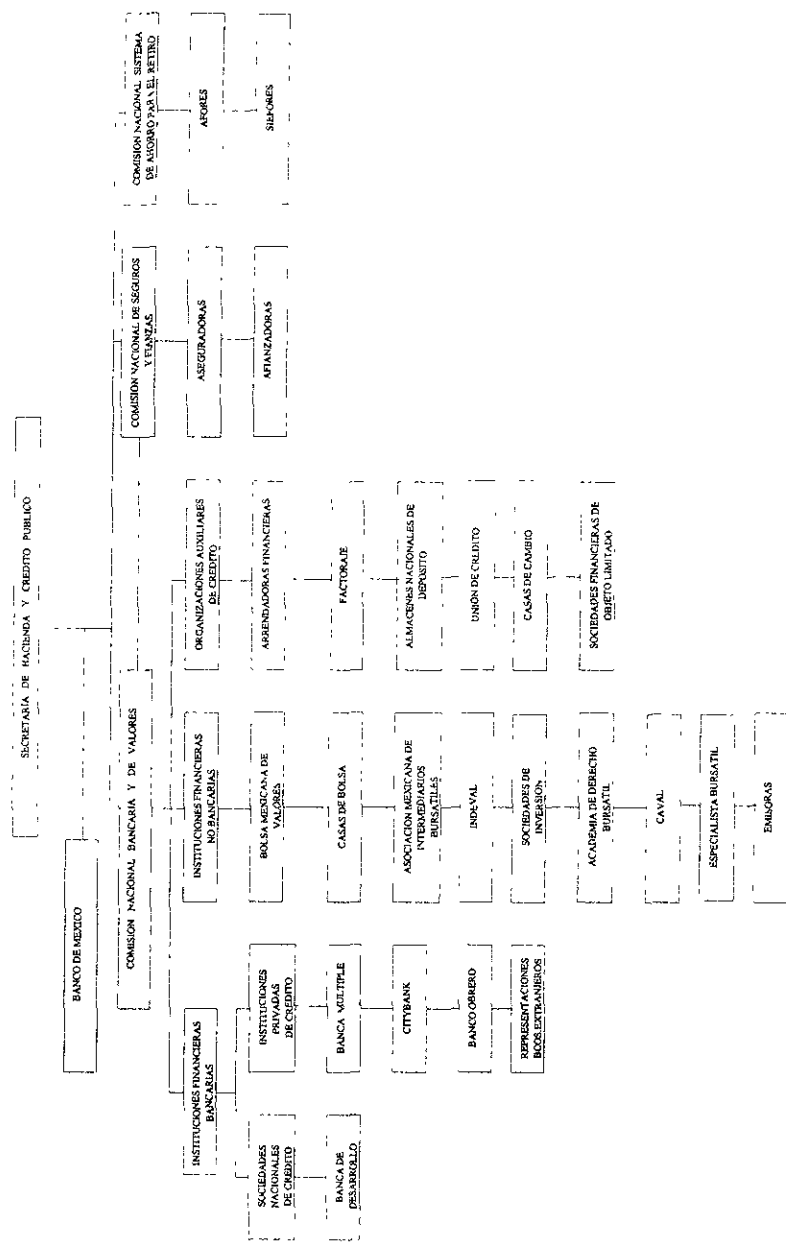 SECRETARIA DE HACIENDA Y CREDITO PUBLICO
BANCO DE MEXICO
COMISION NACIONAL BANCARIA Y DE VALORES
COMISION NACIONAL DE SEGUROS
Y FIANZAS
COMISION NACIONAL SISTEMA
DE AHORRO PARA EL RETIRO
INSTITUCIONES FINANCIERAS
BANCARIAS
INSTITUCIONES FINANCIERAS
NO BANCARIAS
ORGANIZACIONES AUXILIARES
DE CREDITO
ASEGURADORAS
AFORES
SOCIEDADES
NACIONALES
DE CREDITO
INSTITUCIONES
PRIVADAS
DE CREDITO
BOLSA MEXICANA DE
VALORES
ARRENDADORAS FINANCIERAS
AFIANZADORAS
SIEFORES
BANCA DE
DESARROLLO
BANCA MULTIPLE
CASAS DE BOLSA
FACTORAJE
CITYBANK
ASOCIACION MEXICANA DE
INTERMEDIARIOS
BURSATILES
ALMACENES NACIONALES DE
DEPOSITO
BANCO OBRERO
INDEVAL
UNIÓN DE CREDITO
REPRESENTACIONES
BCOS.EXTRANJEROS
SOCIEDADES DE
INVERSION
CASAS DE CAMBIO
ACADEMIA DE DERECHO
BURSATIL
SOCIEDADES FINANCIERAS DE
OBJETO LIMITADO
CAVAL
ESPECIALISTA BURSATIL
EMISORAS